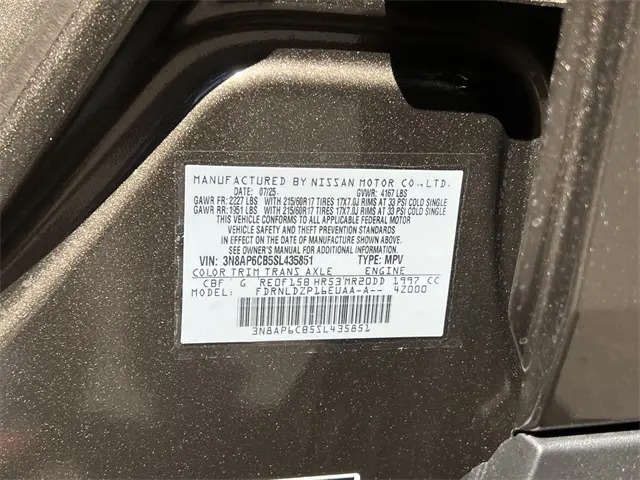 MANUFACTURED BY NISSAN MOTOR CO.,LTD.
DATE: 07/25 GVWR: 4167 LBS
GAWR FR: 2227 LBS WITH 215/60R17 TIRES 17X7.0J RIMS AT 33 PSI COLD SINGLE
GAWR RR: 1951 LBS WITH 215/60R17 TIRES 17X7.0J RIMS AT 33 PSI COLD SINGLE
THIS VEHICLE CONFORMS TO ALL APPLICABLE FEDERAL MOTOR
VEHICLE SAFETY AND THEFT PREVENTION STANDARDS
IN EFFECT ON THE DATE OF MANUFACTURE SHOWN ABOVE.
SEE OWNER'S MANUAL FOR ADDITIONAL INFORMATION.
VIN: 3N8AP6CB5SL435851 TYPE: MPV
COLOR TRIM TRANS AXLE ENGINE
CBF G RE0F15B HR53 MR20DD 1997 CC
MODEL: FDRNLDZP16EUAA-A-- 4Z000
3N8AP6CB5SL435851